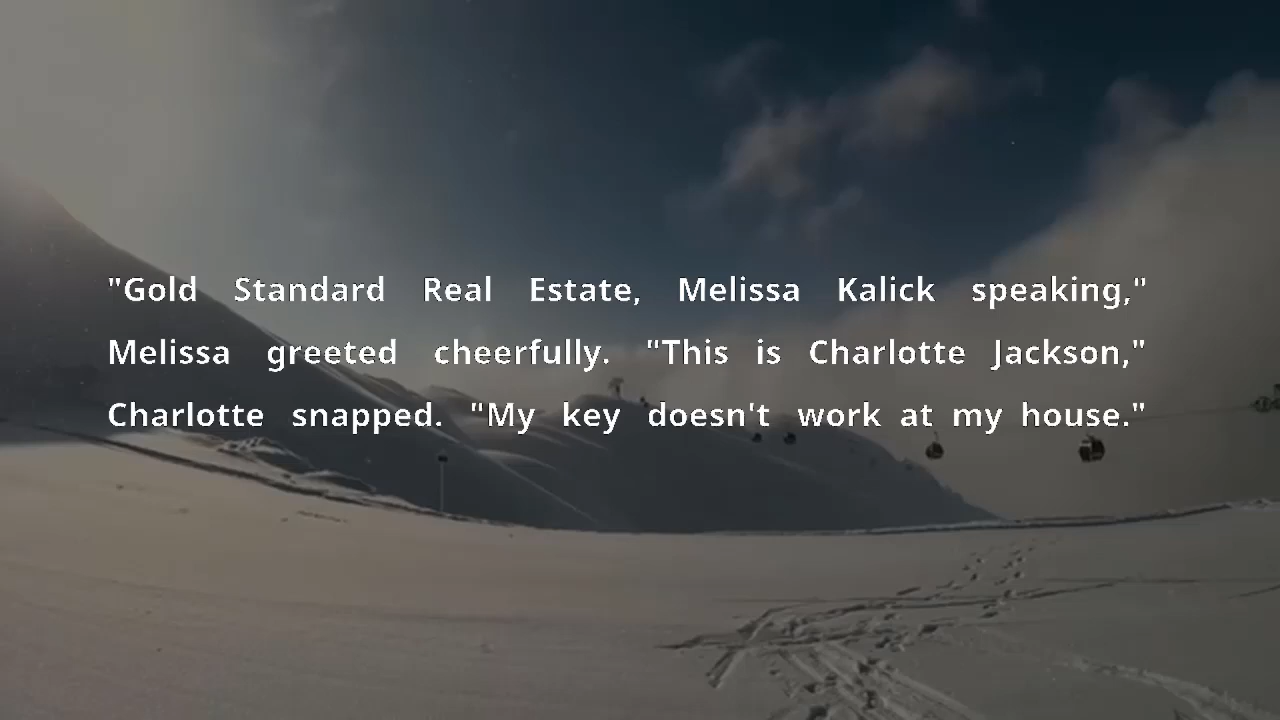 "Gold Standard Real Estate, Melissa Kalick speaking,"
Melissa greeted cheerfully. "This is Charlotte Jackson,"
Charlotte snapped. "My key doesn't work at my house."